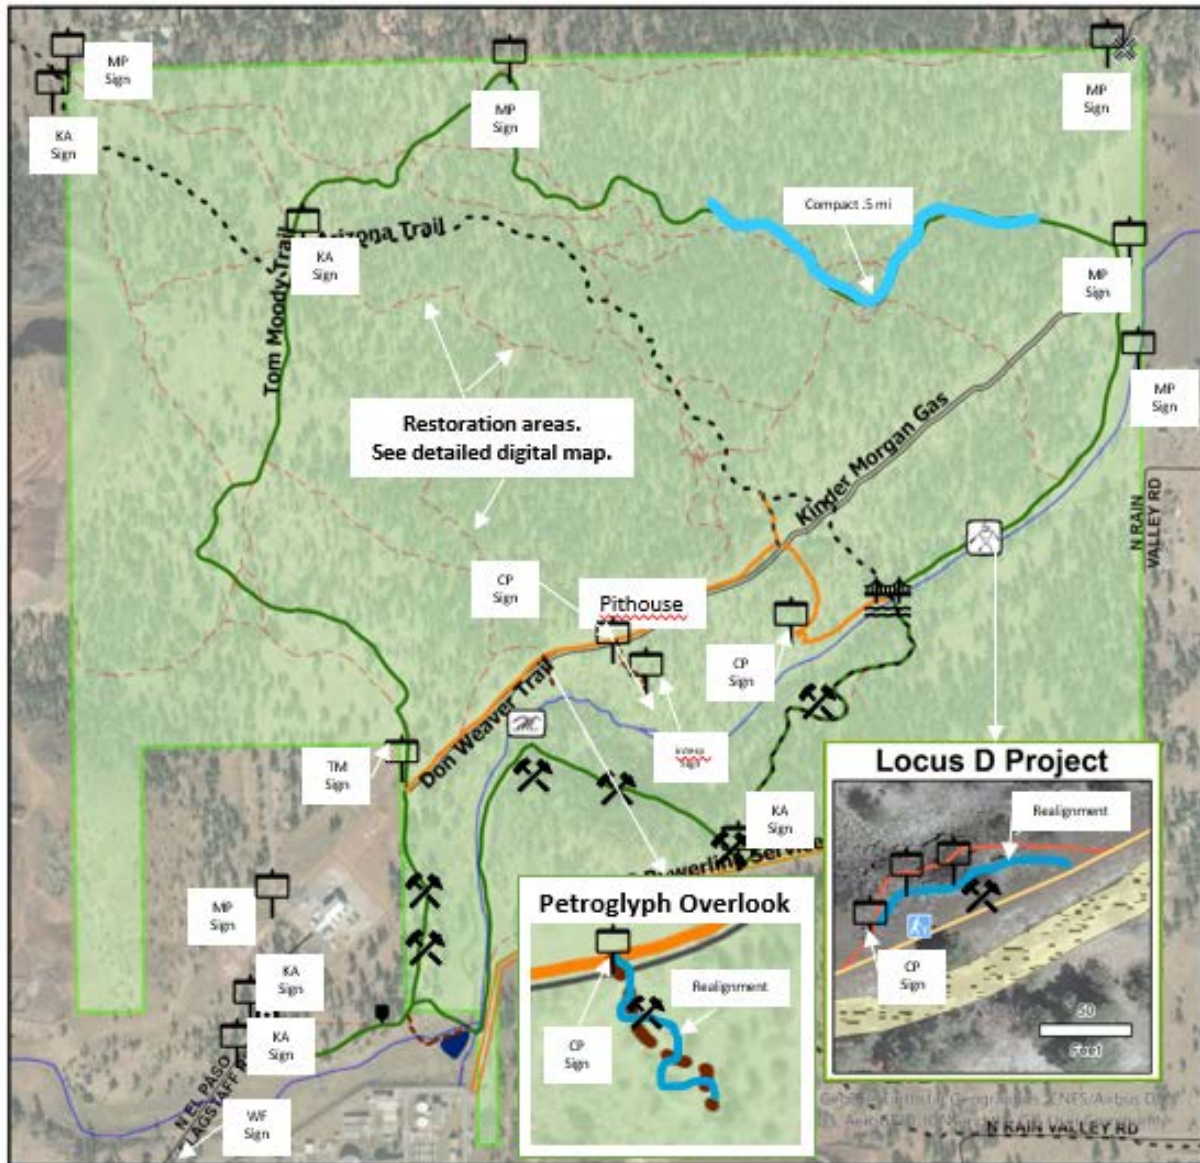 MP
Sign
MP
Sign
MP
Sign
KA
Sign
Compact .5 mi
Arizona Trail
KA
Sign
MP
Sign
Tom Moody Trail
MP
Sign
Restoration areas.
See detailed digital map.
Kinder Morgan Gas
N RAIN
VALLEY RD
CP
Sign
Pithouse
CP
Sign
Don Weaver Trail
Sign
TM
Sign
KA
Sign
Powerline Service
Locus D Project
Realignment
CP
Sign
50
Feet
MP
Sign
KA
Sign
KA
Sign
Petroglyph Overlook
Realignment
CP
Sign
N EL PASO
WF
Sign
N RAIN VALLEY RD